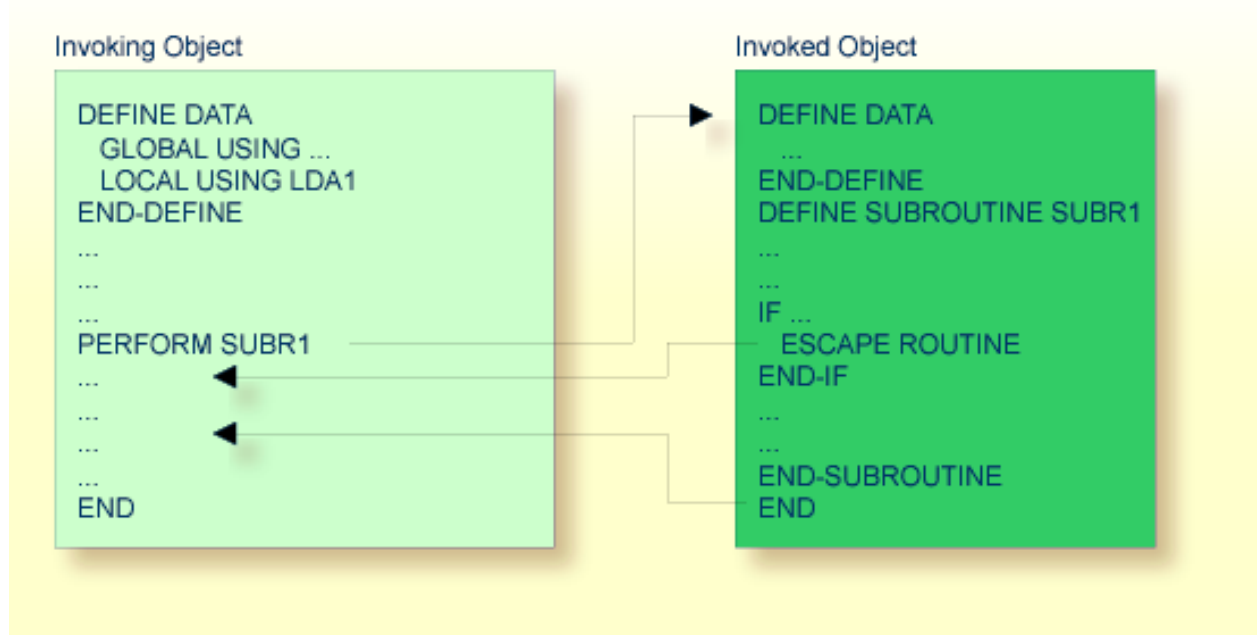 Invoking Object
DEFINE DATA
GLOBAL USING ...
LOCAL USING LDA1
END-DEFINE
...
...
...
PERFORM SUBR1
...
...
...
...
END
Invoked Object
DEFINE DATA
...
END-DEFINE
DEFINE SUBROUTINE SUBR1
...
...
IF ...
ESCAPE ROUTINE
END-IF
...
...
END-SUBROUTINE
END